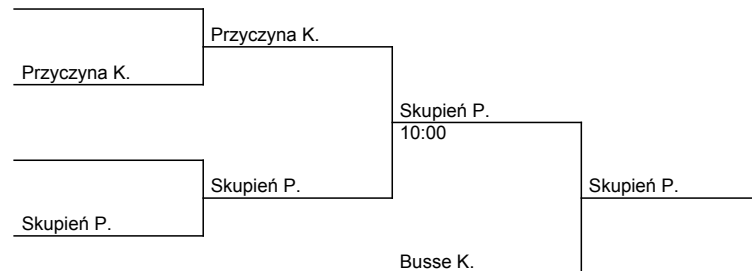 Przyczyna K.
Przyczyna K.
Skupień P.
10:00
Skupień P.
Skupień P.
Skupień P.
Busse K.